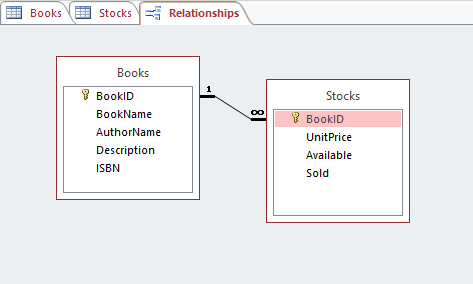 Books Stocks Relationships
Books
BookID
BookName
AuthorName
Description
ISBN
1
∞
Stocks
BookID
UnitPrice
Available
Sold